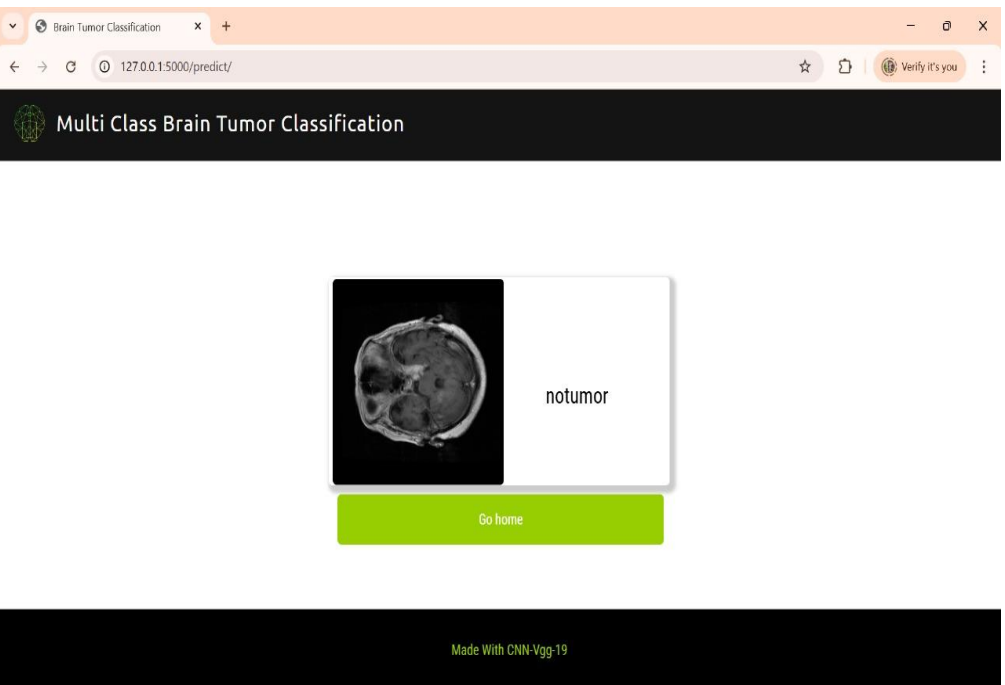 Brain Tumor Classification
127.0.0.1:5000/predict/
Verify it's you
Multi Class Brain Tumor Classification
notumor
Go home
Made With CNN-Vgg-19